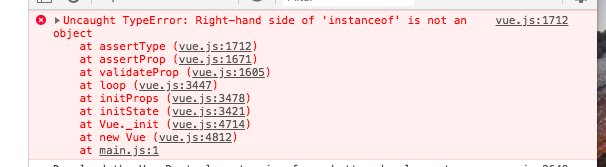 Uncaught TypeError: Right-hand side of 'instanceof' is not an vue.js:1712
object
at assertType (vue.js:1712)
at assertProp (vue.js:1671)
at validateProp (vue.js:1605)
at loop (vue.js:3447)
at initProps (vue.js:3478)
at initState (vue.js:3421)
at Vue._init (vue.js:4714)
at new Vue (vue.js:4812)
at main.js:1